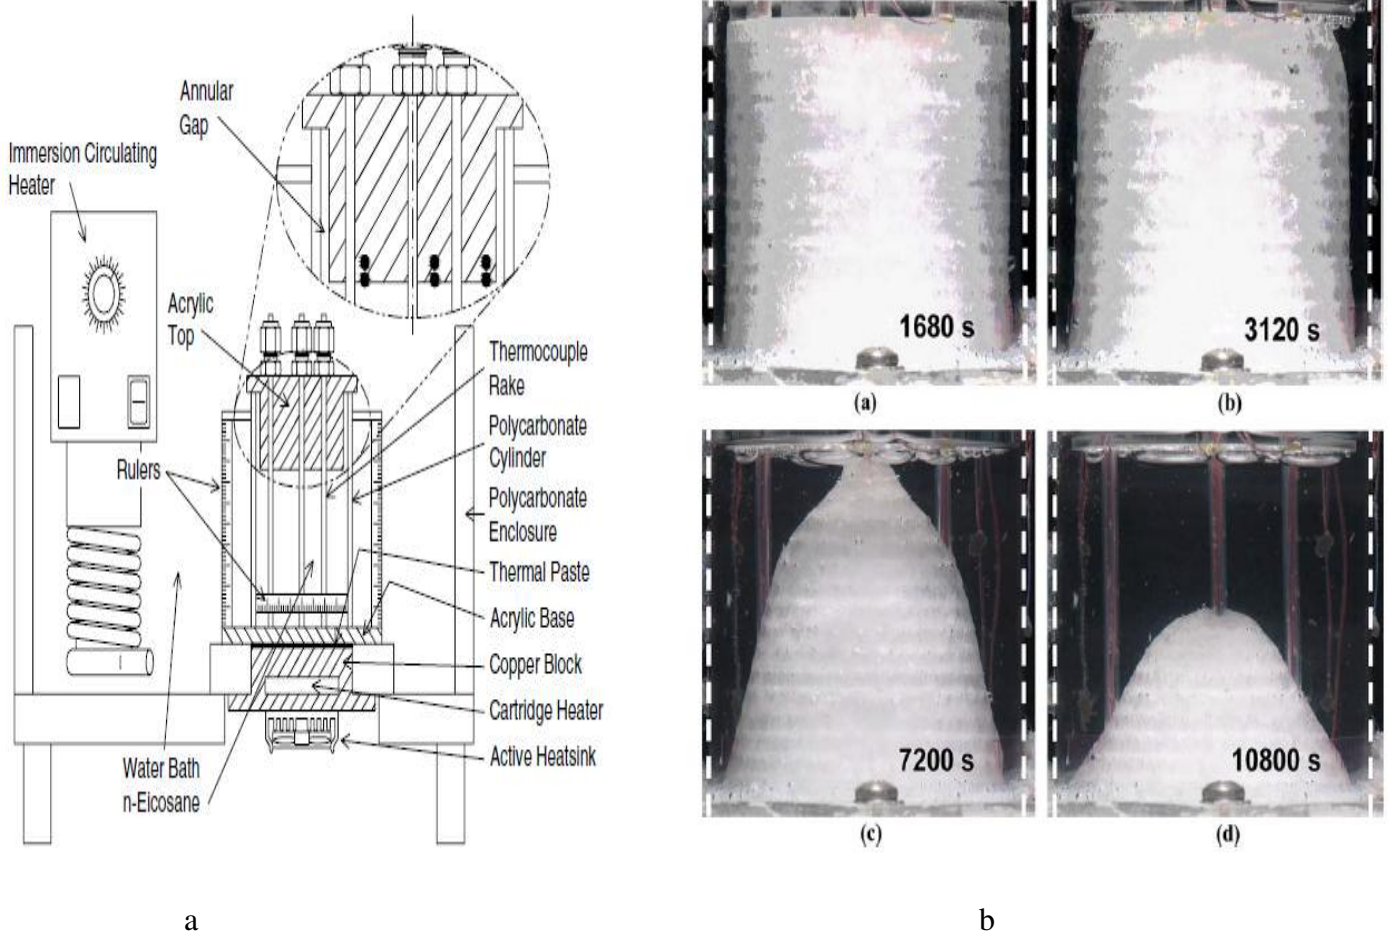 Annular
Gap
Immersion Circulating
Heater
Acrylic
Top
Rulers
Thermocouple
Rake
Polycarbonate
Cylinder
Polycarbonate
Enclosure
Thermal Paste
Acrylic Base
Copper Block
Cartridge Heater
Active Heatsink
Water Bath
n-Eicosane
a
1680 s
(a)
3120 s
(b)
7200 s
(c)
10800 s
(d)
b